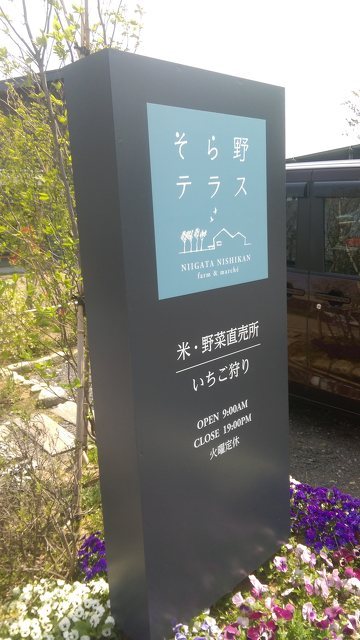 そら野
テラス
NIIGATA NISHIKAN
farm & marché
米・野菜直売所
いちご狩り
OPEN 9:00AM
CLOSE 19:00PM
火曜定休